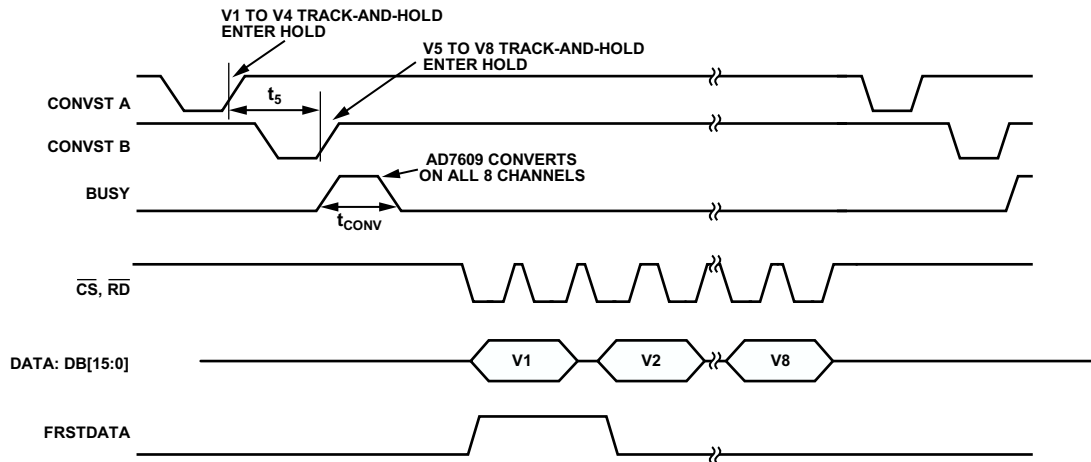 V1 TO V4 TRACK-AND-HOLD
ENTER HOLD
V5 TO V8 TRACK-AND-HOLD
ENTER HOLD
CONVST A
t5
CONVST B
AD7609 CONVERTS
ON ALL 8 CHANNELS
BUSY
tCONV
CS, RD
DATA: DB[15:0]
V1
V2
V8
FRSTDATA